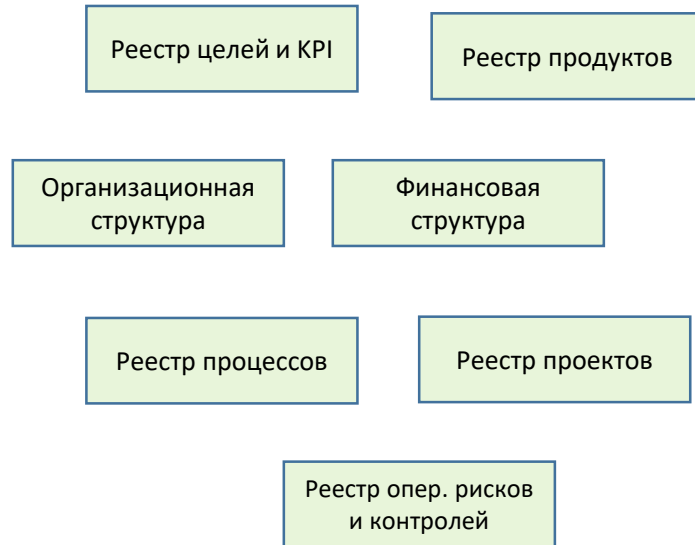 Реестр целей и KPI
Реестр продуктов
Организационная
структура
Финансовая
структура
Реестр процессов
Реестр проектов
Реестр опер. рисков
и контролей